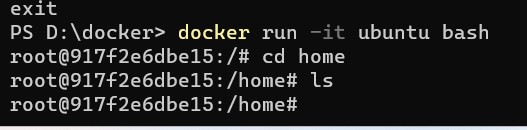 exit
PS D:\docker> docker run -it ubuntu bash
root@917f2e6dbe15:/# cd home
root@917f2e6dbe15:/home# ls
root@917f2e6dbe15:/home#